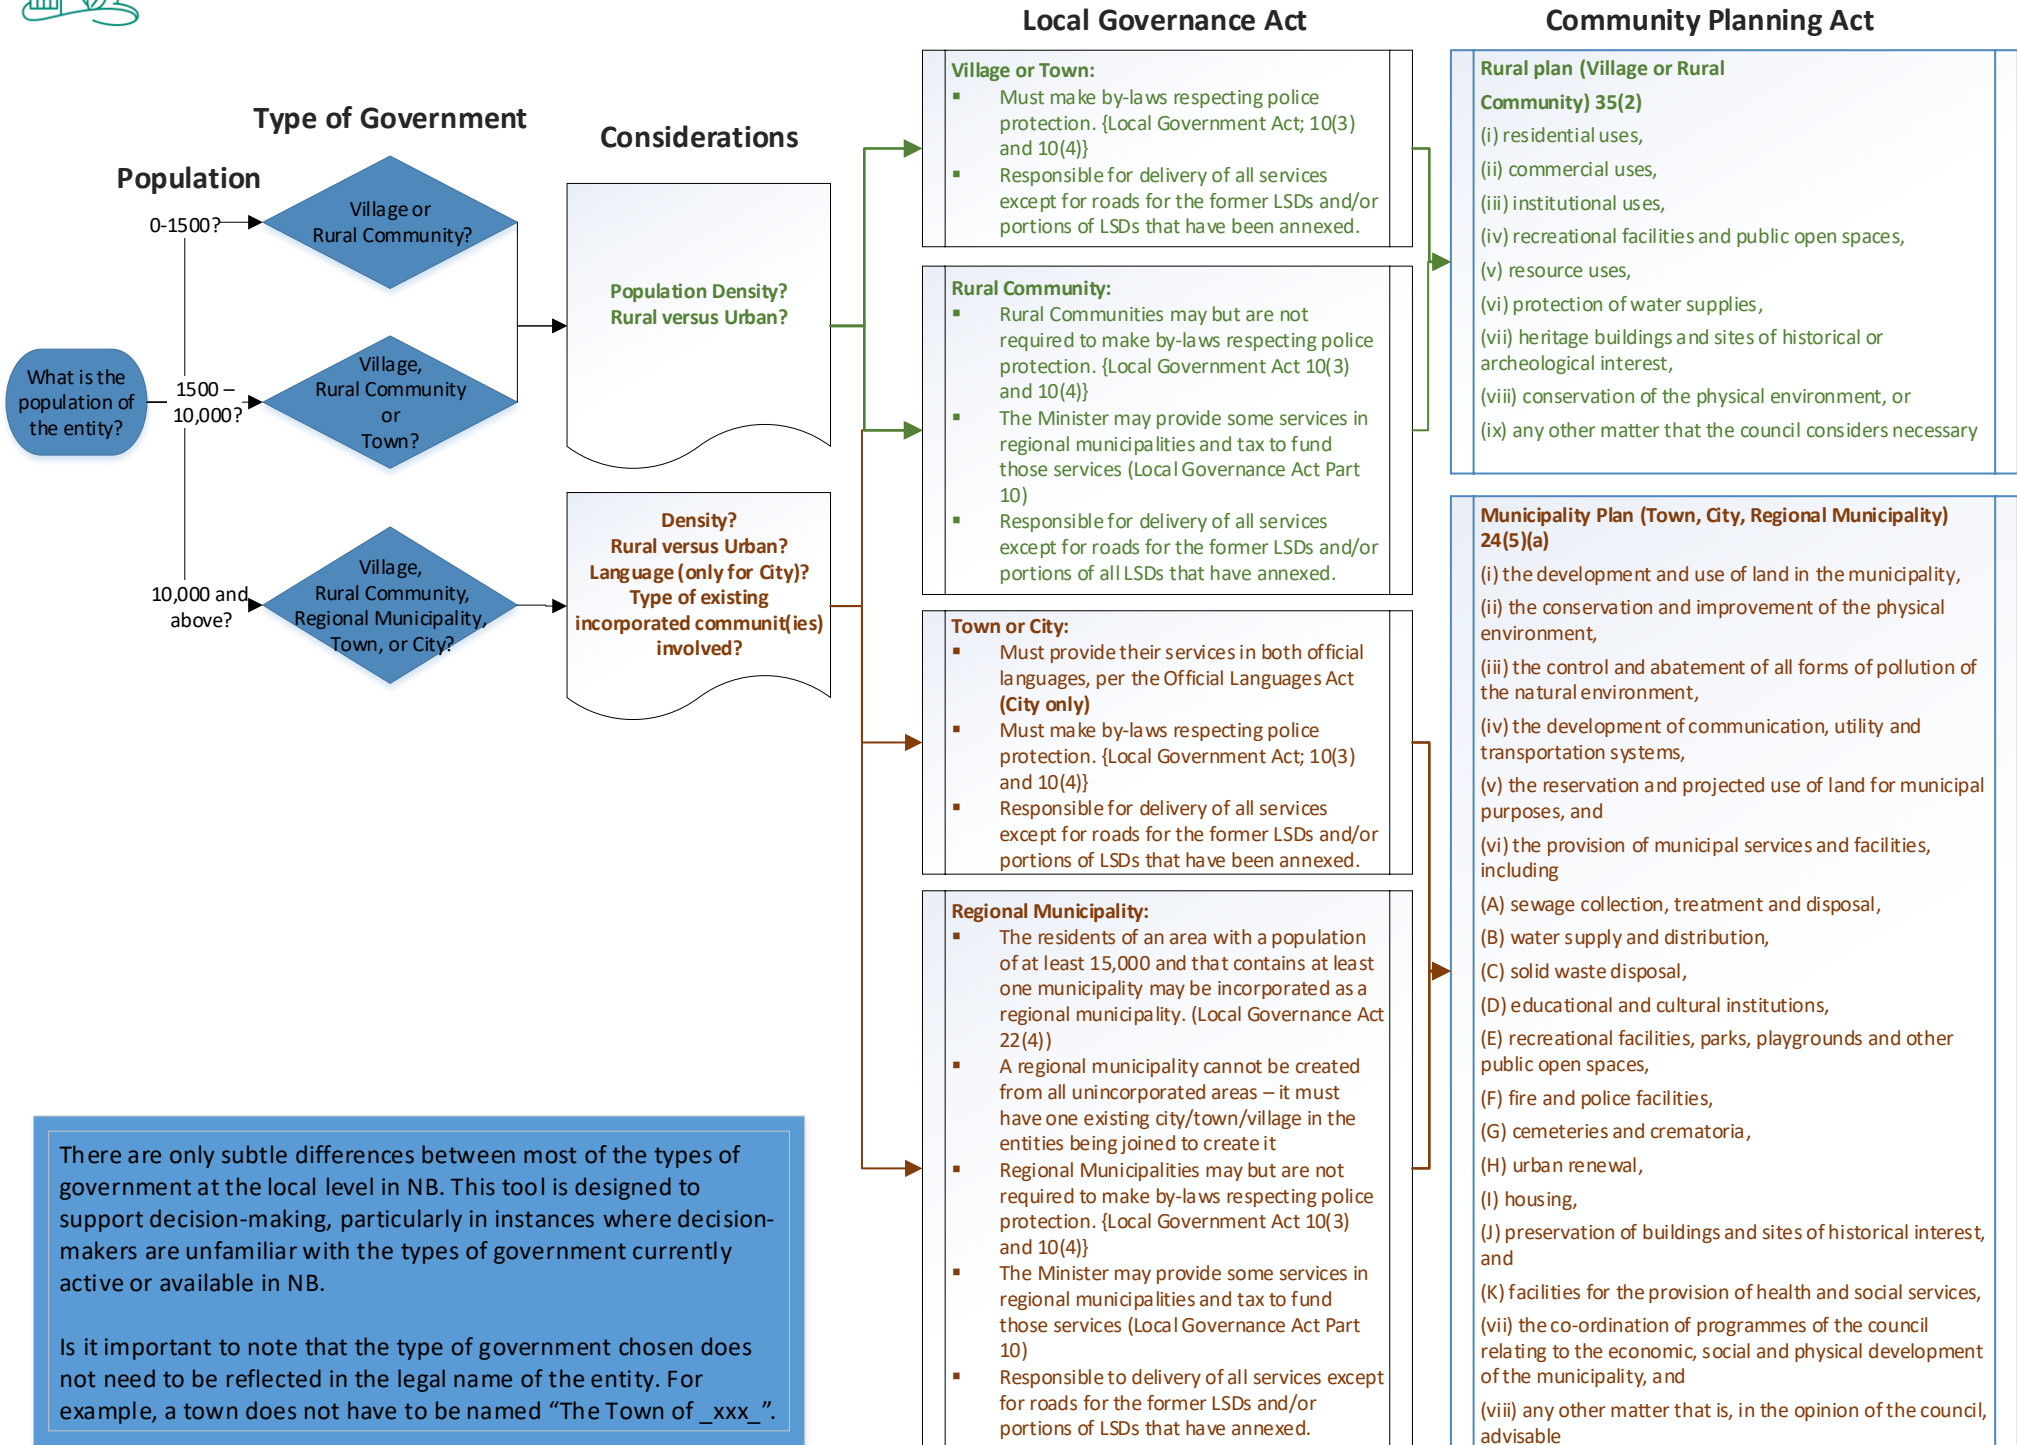 Local Governance Act
Community Planning Act
Type of Government
Considerations
Population
What is the
population of
the entity?
0-1500?
1500 –
10,000?
10,000 and
above?
Village or
Rural Community?
Village,
Rural Community
or
Town?
Village,
Rural Community,
Regional Municipality,
Town, or City?
Population Density?
Rural versus Urban?
Density?
Rural versus Urban?
Language (only for City)?
Type of existing
incorporated communit(ies)
involved?
Village or Town:
▪ Must make by-laws respecting police
protection. {Local Government Act; 10(3)
and 10(4)}
▪ Responsible for delivery of all services
except for roads for the former LSDs and/or
portions of LSDs that have been annexed.
Rural Community:
▪ Rural Communities may but are not
required to make by-laws respecting police
protection. {Local Government Act 10(3)
and 10(4)}
▪ The Minister may provide some services in
regional municipalities and tax to fund
those services (Local Governance Act Part
10)
▪ Responsible for delivery of all services
except for roads for the former LSDs and/or
portions of all LSDs that have annexed.
Town or City:
▪ Must provide their services in both official
languages, per the Official Languages Act
(City only)
▪ Must make by-laws respecting police
protection. {Local Government Act; 10(3)
and 10(4)}
▪ Responsible for delivery of all services
except for roads for the former LSDs and/or
portions of LSDs that have been annexed.
Regional Municipality:
▪ The residents of an area with a population
of at least 15,000 and that contains at least
one municipality may be incorporated as a
regional municipality. (Local Governance Act
22(4))
▪ A regional municipality cannot be created
from all unincorporated areas – it must
have one existing city/town/village in the
entities being joined to create it
▪ Regional Municipalities may but are not
required to make by-laws respecting police
protection. {Local Government Act 10(3)
and 10(4)}
▪ The Minister may provide some services in
regional municipalities and tax to fund
those services (Local Governance Act Part
10)
▪ Responsible to delivery of all services except
for roads for the former LSDs and/or
portions of LSDs that have annexed.
Rural plan (Village or Rural
Community) 35(2)
(i) residential uses,
(ii) commercial uses,
(iii) institutional uses,
(iv) recreational facilities and public open spaces,
(v) resource uses,
(vi) protection of water supplies,
(vii) heritage buildings and sites of historical or
archeological interest,
(viii) conservation of the physical environment, or
(ix) any other matter that the council considers necessary
Municipality Plan (Town, City, Regional Municipality)
24(5)(a)
(i) the development and use of land in the municipality,
(ii) the conservation and improvement of the physical
environment,
(iii) the control and abatement of all forms of pollution of
the natural environment,
(iv) the development of communication, utility and
transportation systems,
(v) the reservation and projected use of land for municipal
purposes, and
(vi) the provision of municipal services and facilities,
including
(A) sewage collection, treatment and disposal,
(B) water supply and distribution,
(C) solid waste disposal,
(D) educational and cultural institutions,
(E) recreational facilities, parks, playgrounds and other
public open spaces,
(F) fire and police facilities,
(G) cemeteries and crematoria,
(H) urban renewal,
(I) housing,
(J) preservation of buildings and sites of historical interest,
and
(K) facilities for the provision of health and social services,
(vii) the co-ordination of programmes of the council
relating to the economic, social and physical development
of the municipality, and
(viii) any other matter that is, in the opinion of the council,
advisable
There are only subtle differences between most of the types of
government at the local level in NB. This tool is designed to
support decision-making, particularly in instances where decision-
makers are unfamiliar with the types of government currently
active or available in NB.
Is it important to note that the type of government chosen does
not need to be reflected in the legal name of the entity. For
example, a town does not have to be named “The Town of _xxx_”.